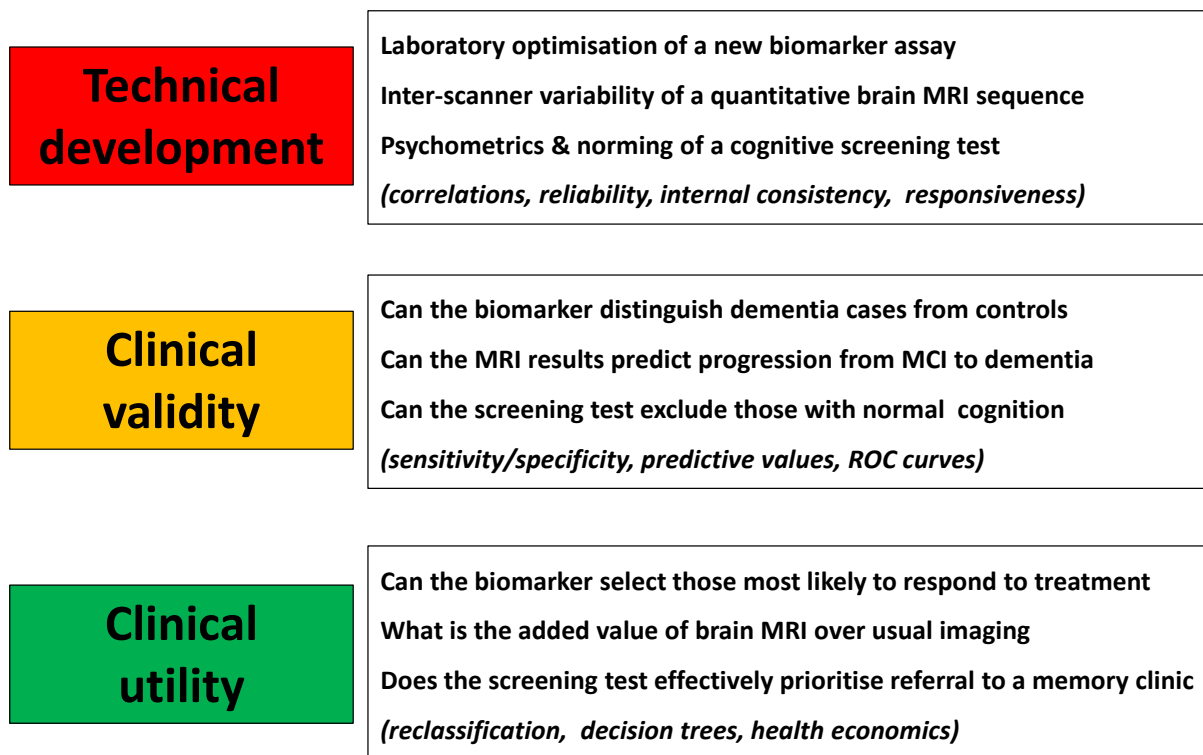 Technical
development
Laboratory optimisation of a new biomarker assay
Inter-scanner variability of a quantitative brain MRI sequence
Psychometrics & norming of a cognitive screening test
(correlations, reliability, internal consistency,  responsiveness)
Clinical
validity
Can the biomarker distinguish dementia cases from controls
Can the MRI results predict progression from MCI to dementia
Can the screening test exclude those with normal  cognition
(sensitivity/specificity, predictive values, ROC curves)
Clinical
utility
Can the biomarker select those most likely to respond to treatment
What is the added value of brain MRI over usual imaging
Does the screening test effectively prioritise referral to a memory clinic
(reclassification,  decision trees, health economics)